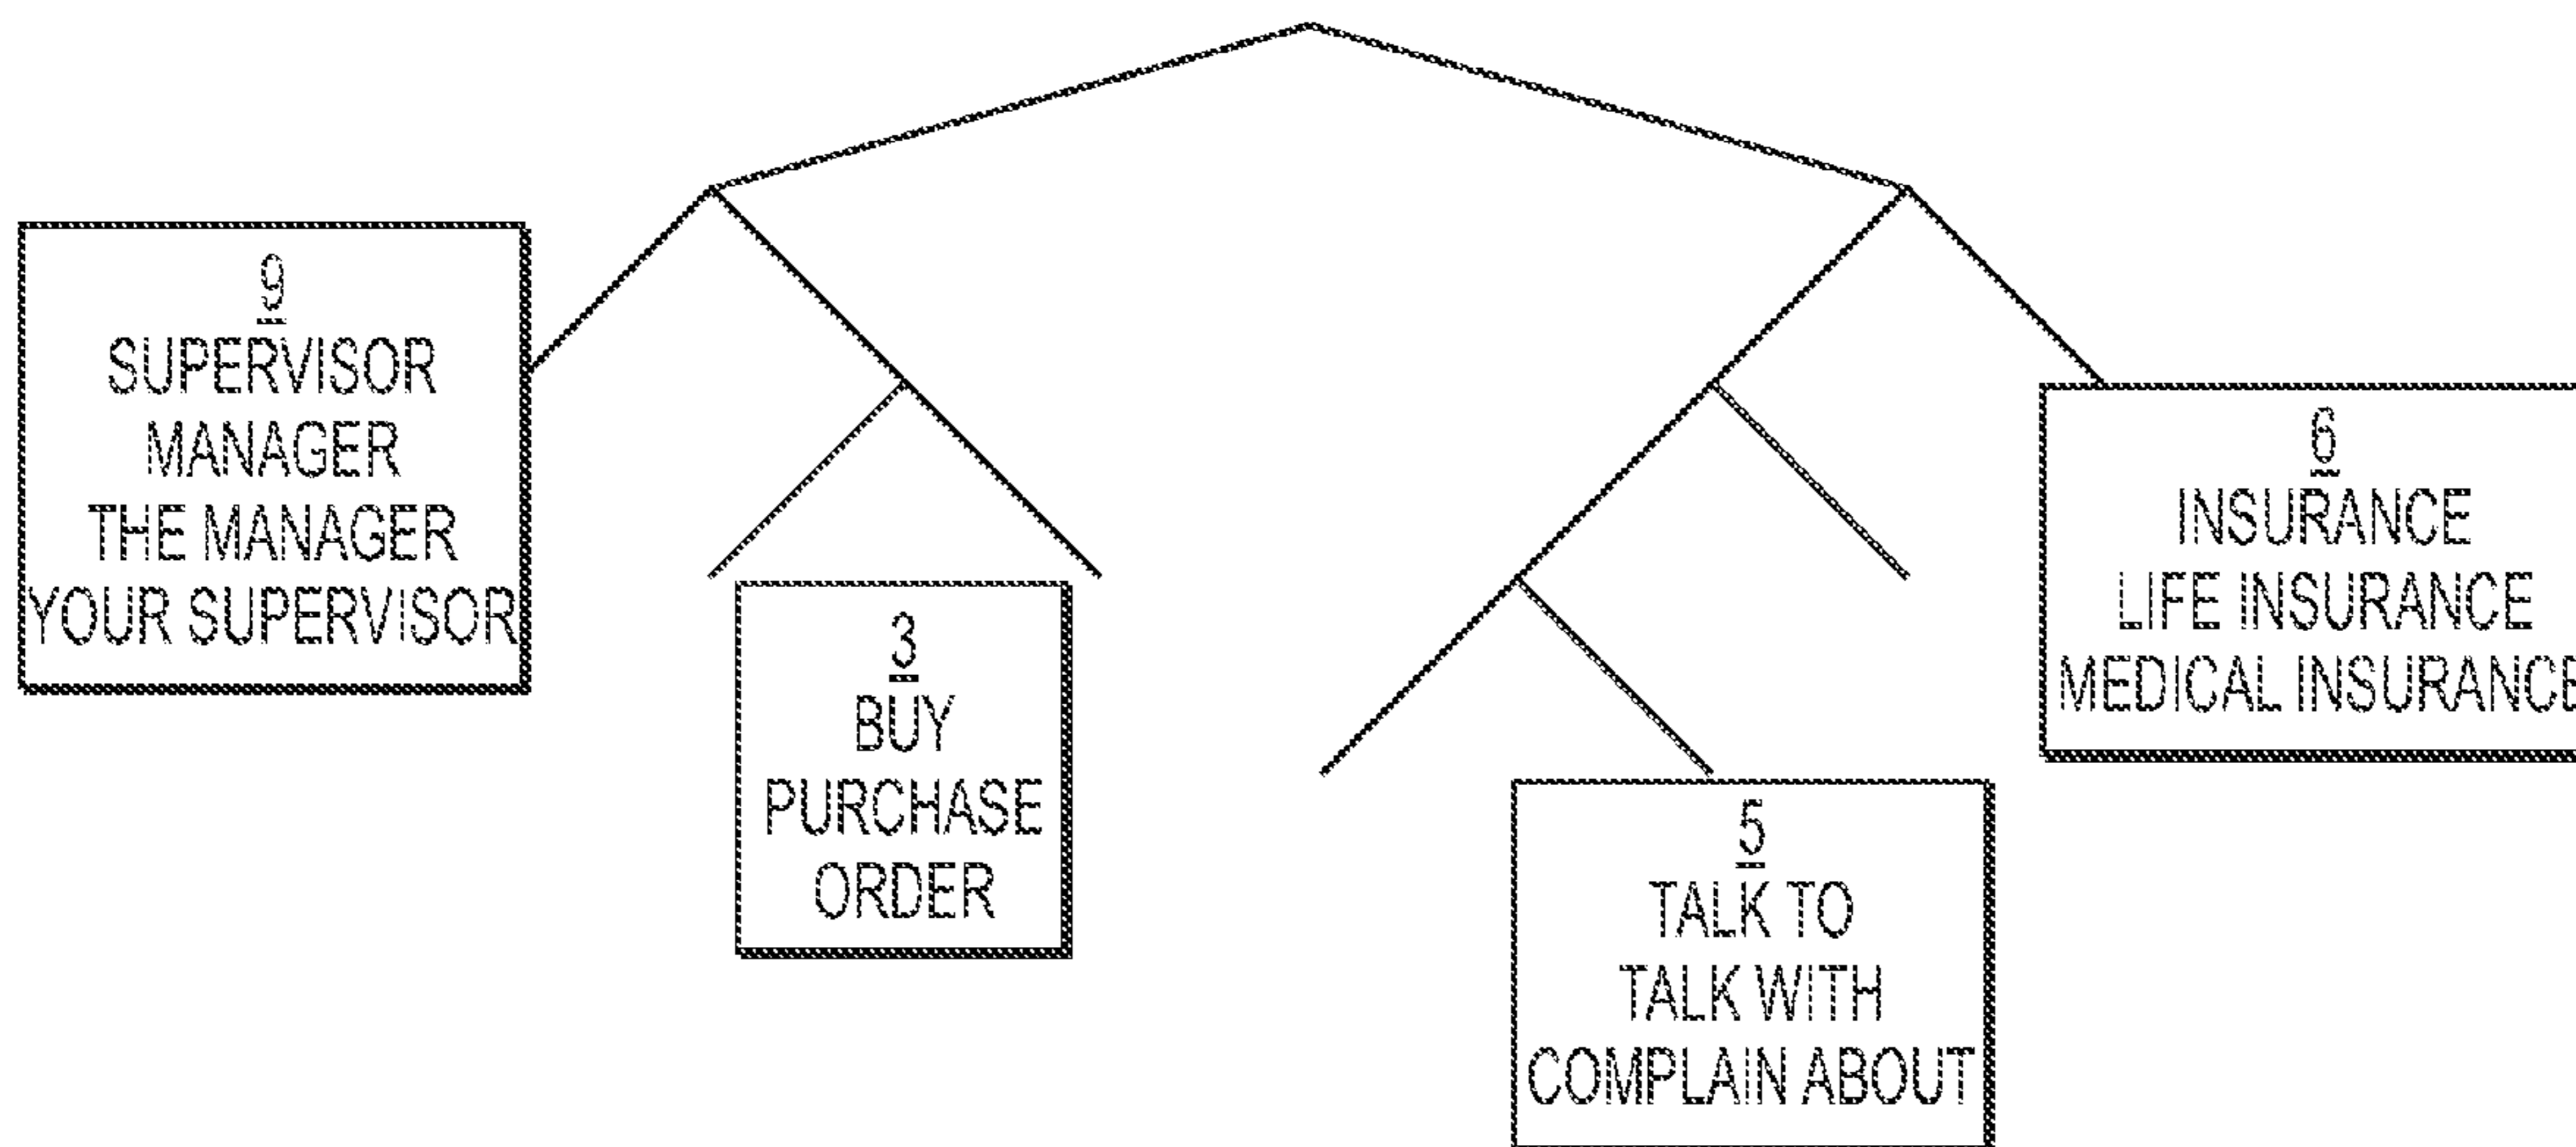 9
SUPERVISOR
MANAGER
THE MANAGER
YOUR SUPERVISOR
3
BUY
PURCHASE
ORDER
5
TALK TO
TALK WITH
COMPLAIN ABOUT
6
INSURANCE
LIFE INSURANCE
MEDICAL INSURANCE